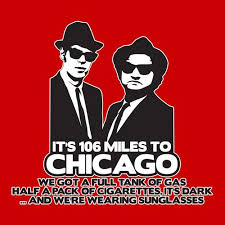 IT'S 106 MILES TO
CHICAGO
WE GOT A FULL TANK OF GAS
HALF A PACK OF CIGARETTES, IT'S DARK
... AND WE'RE WEARING SUNGLASSES